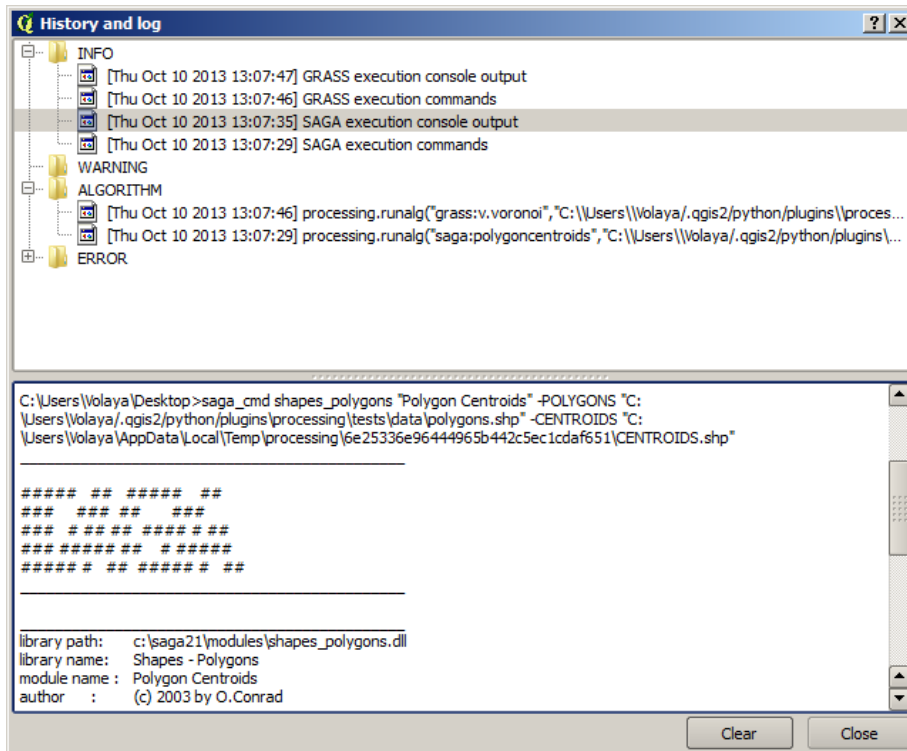 History and log
INFO
[Thu Oct 10 2013 13:07:47] GRASS execution console output
[Thu Oct 10 2013 13:07:46] GRASS execution commands
[Thu Oct 10 2013 13:07:35] SAGA execution console output
[Thu Oct 10 2013 13:07:29] SAGA execution commands
WARNING
ALGORITHM
[Thu Oct 10 2013 13:07:46] processing.runalg("grass:v.voronoi","C:\\Users\\Volaya/.qgis2/python/plugins\\proces...
[Thu Oct 10 2013 13:07:29] processing.runalg("saga:polygoncentroids","C:\\Users\\Volaya/.qgis2/python/plugins\...
ERROR
C:\Users\Volaya\Desktop>saga_cmd shapes_polygons "Polygon Centroids" -POLYGONS "C:
\Users\Volaya/.qgis2/python/plugins\processing\tests\data\polygons.shp" -CENTROIDS "C:
\Users\Volaya\AppData\Local\Temp\processing\6e25336e96444965b442c5ec1cdaf651\CENTROIDS.shp"
_____________________________________________
##### ## ##### ##
### ### ## ###
### # ## ## #### # ##
### ##### ## # #####
##### # ## ##### # ##
_____________________________________________
_____________________________________________
library path: c:\saga21\modules\shapes_polygons.dll
library name: Shapes - Polygons
module name : Polygon Centroids
author : (c) 2003 by O.Conrad
Clear Close